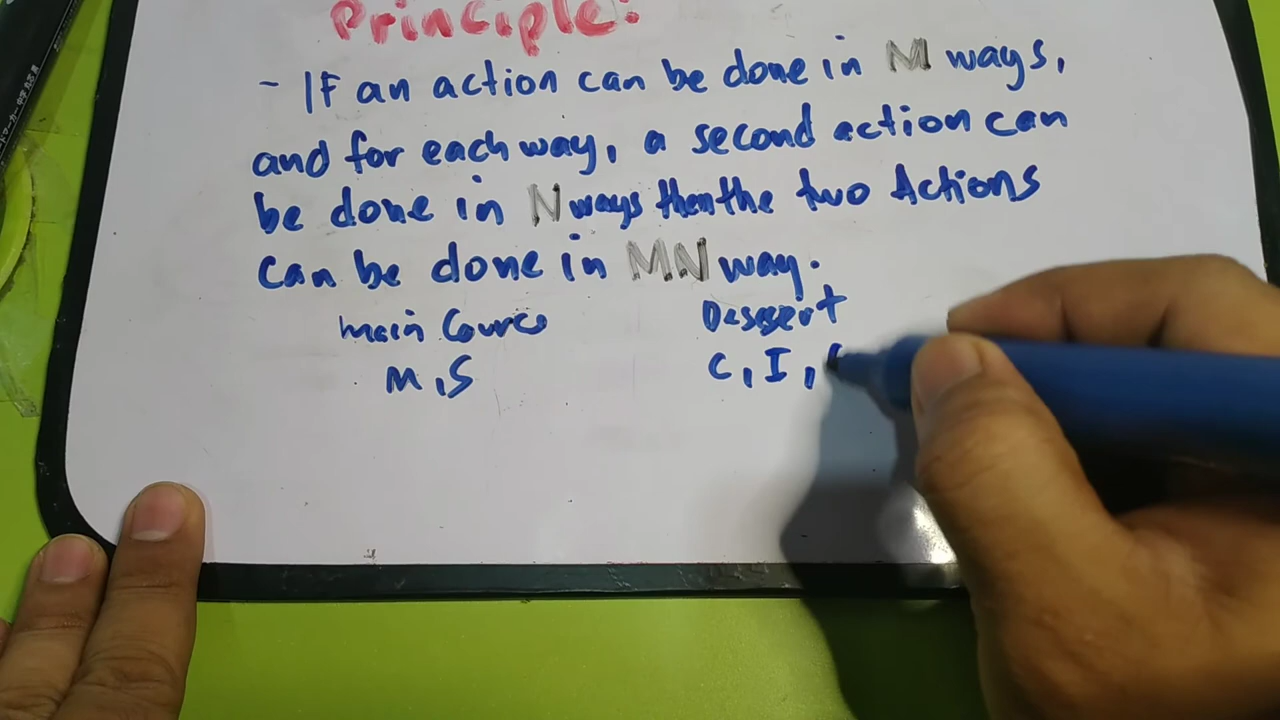 Principle:
- If an action can be done in M ways,
and for each way, a second action can
be done in N ways then the two Actions
can be done in MN way.
main Cource Dessert
M, S C, I,